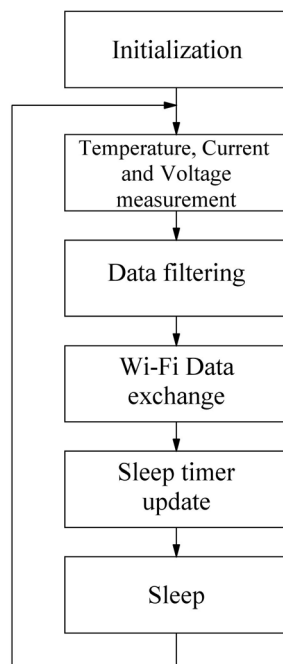 Initialization
Temperature, Current
and Voltage
measurement
Data filtering
Wi-Fi Data
exchange
Sleep timer
update
Sleep